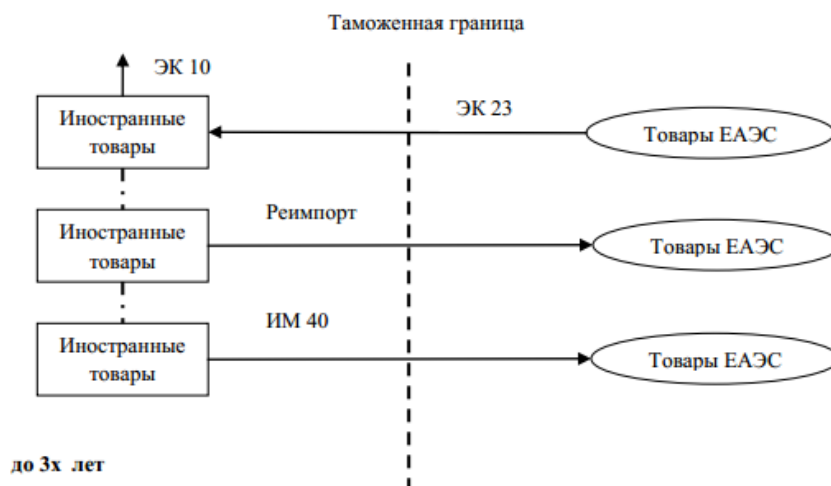 Таможенная граница
ЭК 10
ЭК 23
Иностранные
товары
Товары ЕАЭС
Реимпорт
Иностранные
товары
Товары ЕАЭС
ИМ 40
Иностранные
товары
Товары ЕАЭС
до 3х лет